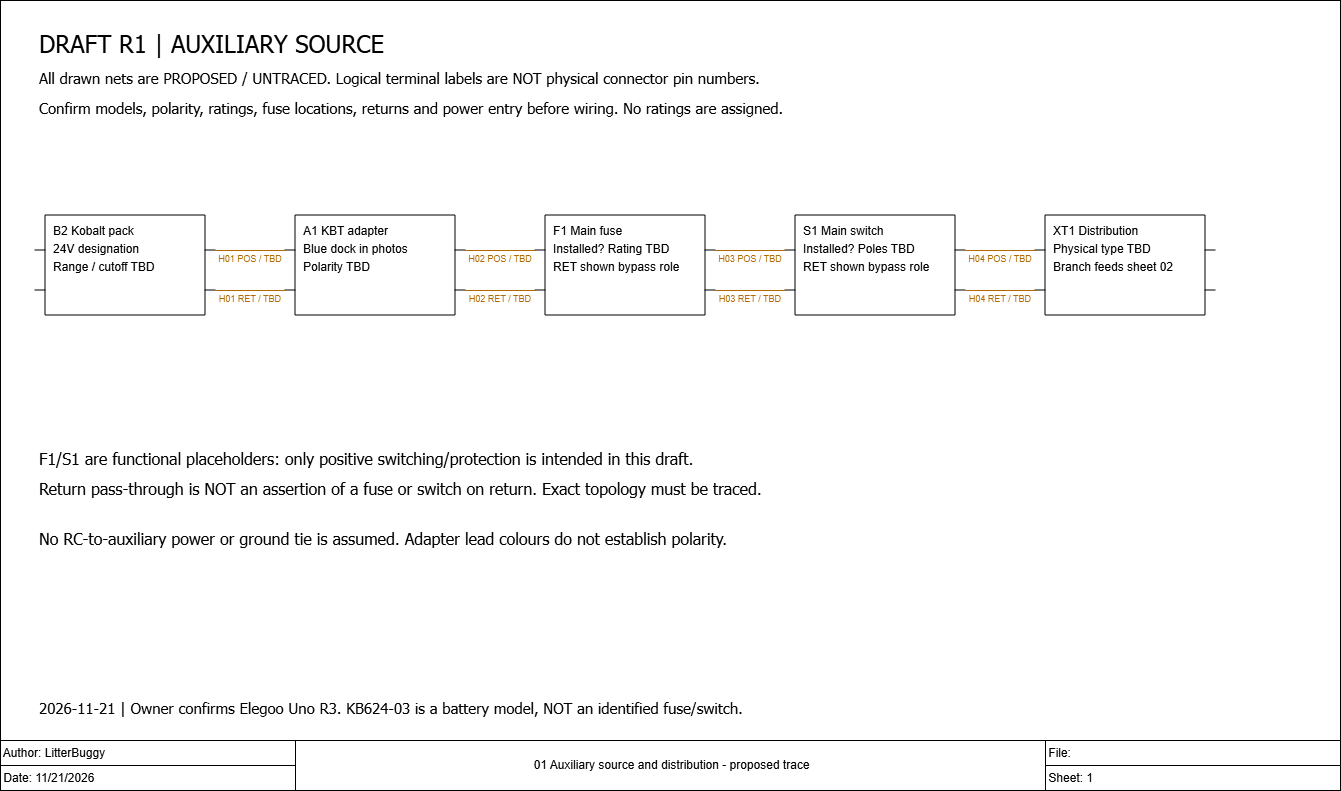 DRAFT R1 | AUXILIARY SOURCE
All drawn nets are PROPOSED / UNTRACED. Logical terminal labels are NOT physical connector pin numbers.
Confirm models, polarity, ratings, fuse locations, returns and power entry before wiring. No ratings are assigned.
B2 Kobalt pack
24V designation
Range / cutoff TBD
H01 POS / TBD
H01 RET / TBD
A1 KBT adapter
Blue dock in photos
Polarity TBD
H02 POS / TBD
H02 RET / TBD
F1 Main fuse
Installed? Rating TBD
RET shown bypass role
H03 POS / TBD
H03 RET / TBD
S1 Main switch
Installed? Poles TBD
RET shown bypass role
H04 POS / TBD
H04 RET / TBD
XT1 Distribution
Physical type TBD
Branch feeds sheet 02
F1/S1 are functional placeholders: only positive switching/protection is intended in this draft.
Return pass-through is NOT an assertion of a fuse or switch on return. Exact topology must be traced.
No RC-to-auxiliary power or ground tie is assumed. Adapter lead colours do not establish polarity.
2026-11-21 | Owner confirms Elegoo Uno R3. KB624-03 is a battery model, NOT an identified fuse/switch.
Author: LitterBuggy
Date: 11/21/2026
01 Auxiliary source and distribution - proposed trace
File:
Sheet: 1